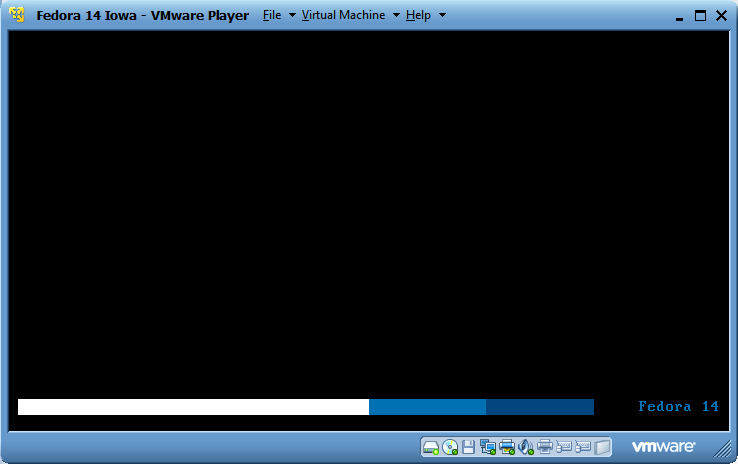 Fedora 14 Iowa - VMware Player File Virtual Machine Help
Fedora 14
vmware